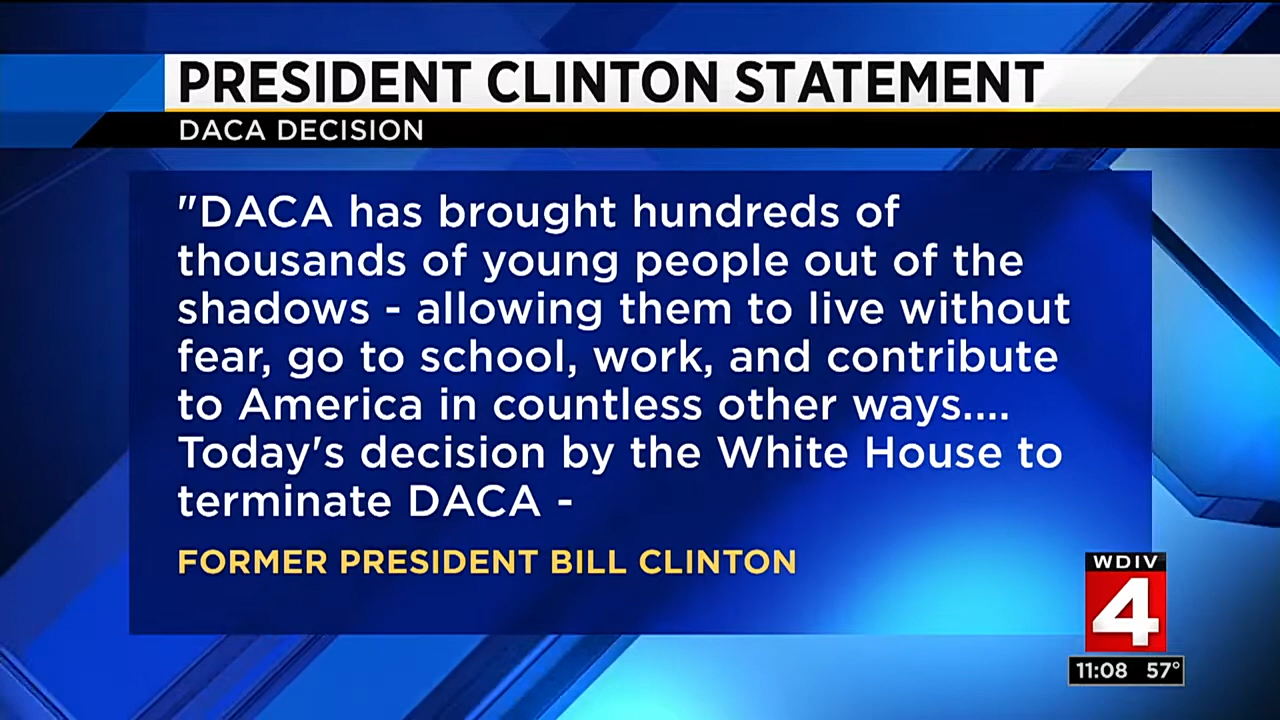 PRESIDENT CLINTON STATEMENT
DACA DECISION
"DACA has brought hundreds of
thousands of young people out of the
shadows - allowing them to live without
fear, go to school, work, and contribute
to America in countless other ways....
Today's decision by the White House to
terminate DACA -
FORMER PRESIDENT BILL CLINTON
WDIV
4
11:08 57°